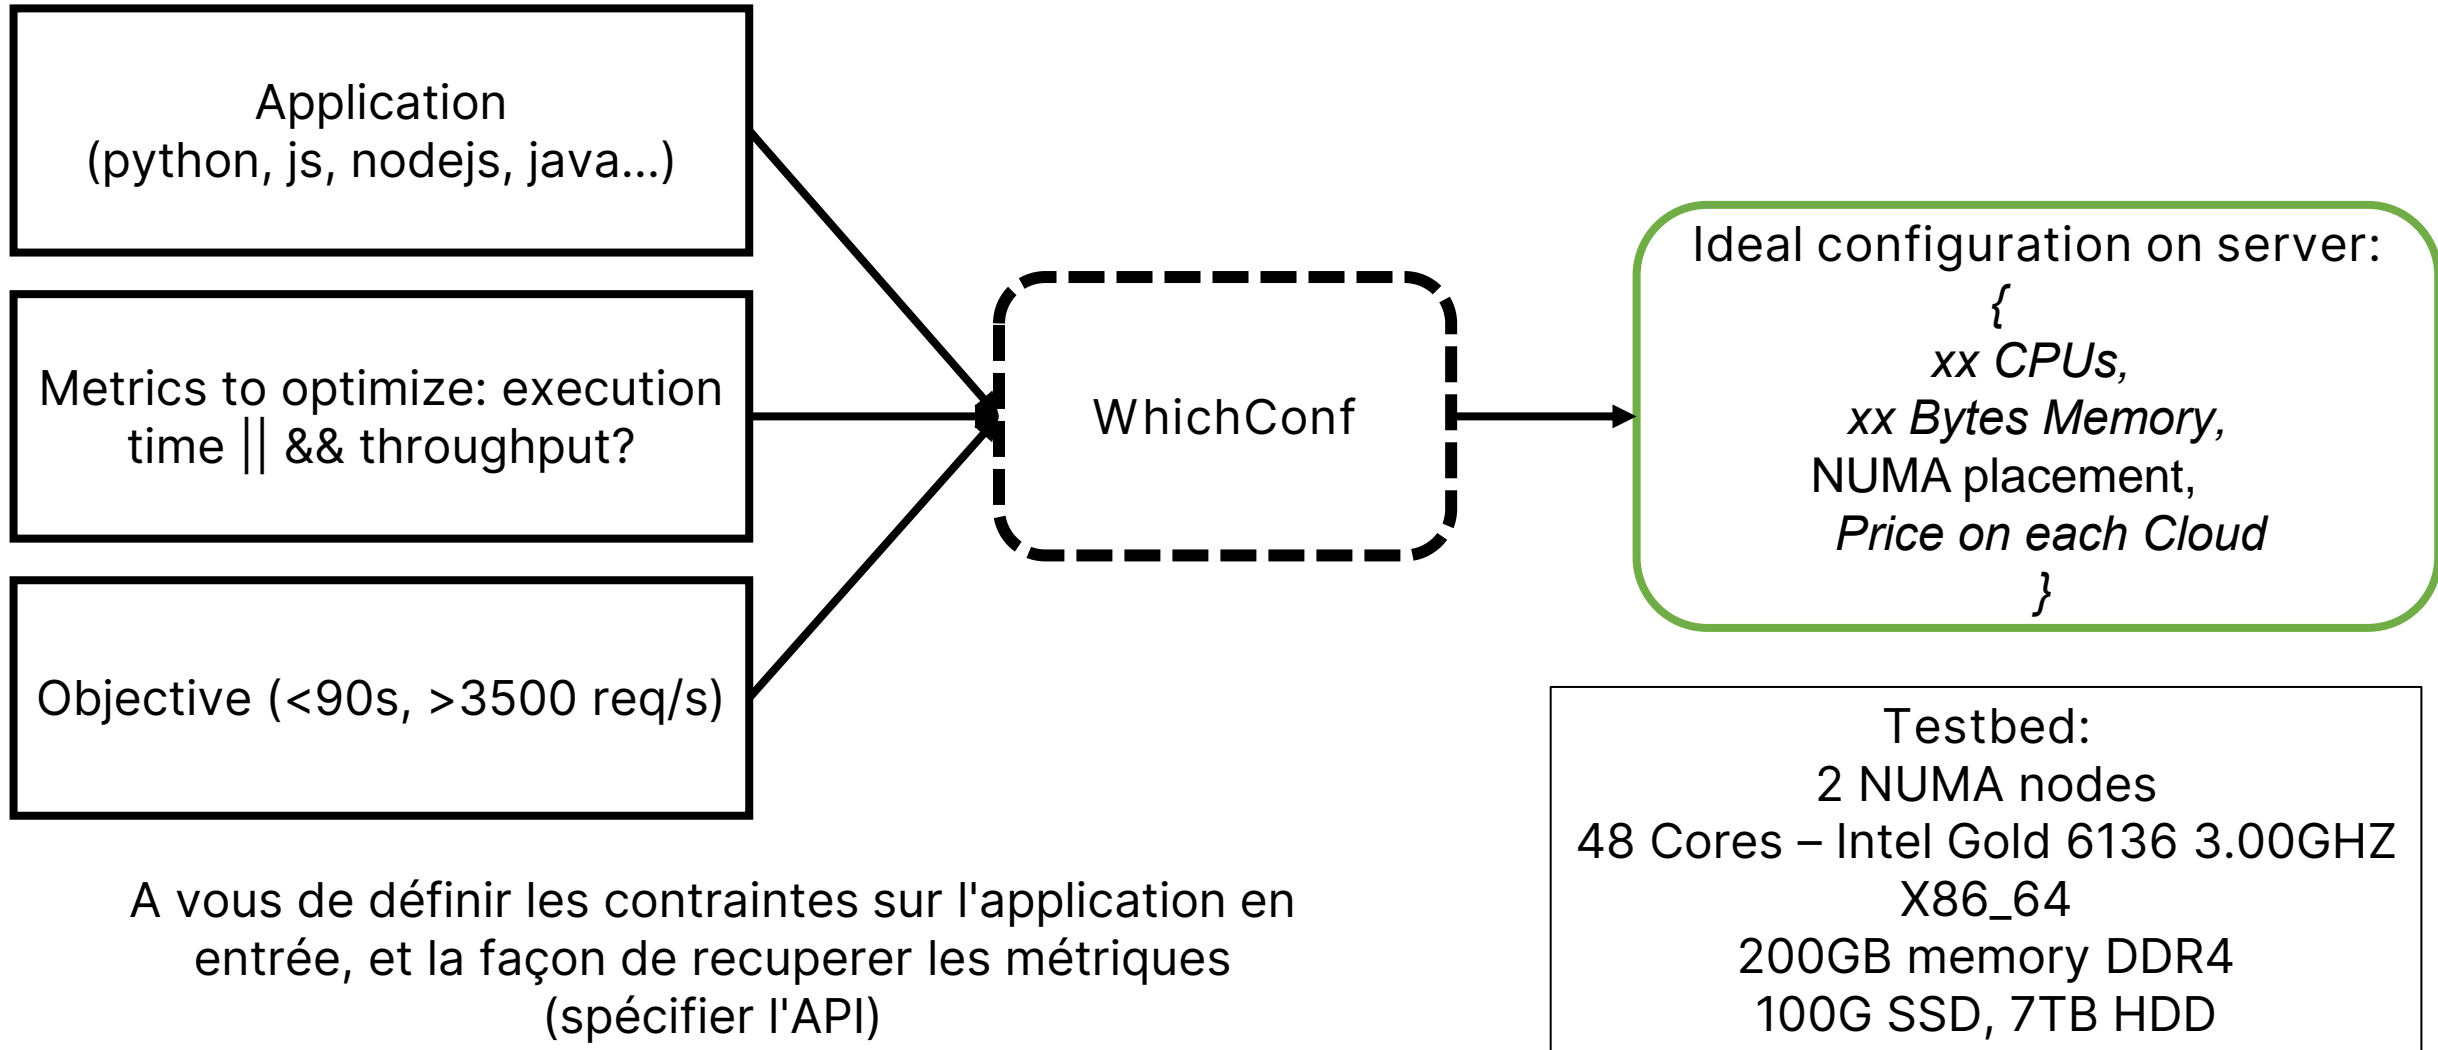 Application
(python, js, nodejs, java...)
Metrics to optimize: execution
time || && throughput?
Objective (<90s, >3500 req/s)
WhichConf
Ideal configuration on server:
{
xx CPUs,
xx Bytes Memory,
NUMA placement,
Price on each Cloud
}
A vous de définir les contraintes sur l'application en
entrée, et la façon de recuperer les métriques
(spécifier l'API)
Testbed:
2 NUMA nodes
48 Cores – Intel Gold 6136 3.00GHZ
X86_64
200GB memory DDR4
100G SSD, 7TB HDD